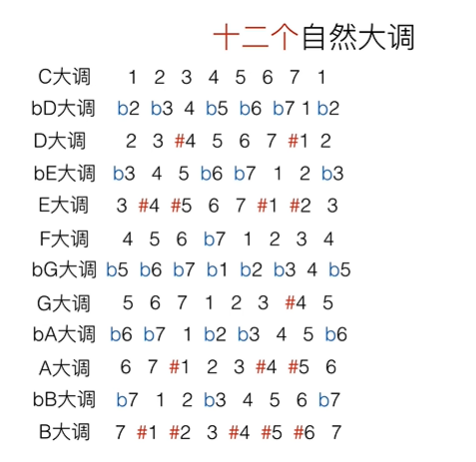 十二个自然大调
C大调 1 2 3 4 5 6 7 1
bD大调 b2 b3 4 b5 b6 b7 1 b2
D大调 2 3 #4 5 6 7 #1 2
bE大调 b3 4 5 b6 b7 1 2 b3
E大调 3 #4 #5 6 7 #1 #2 3
F大调 4 5 6 b7 1 2 3 4
bG大调 b5 b6 b7 b1 b2 b3 4 b5
G大调 5 6 7 1 2 3 #4 5
bA大调 b6 b7 1 b2 b3 4 5 b6
A大调 6 7 #1 2 3 #4 #5 6
bB大调 b7 1 2 b3 4 5 6 b7
B大调 7 #1 #2 3 #4 #5 #6 7